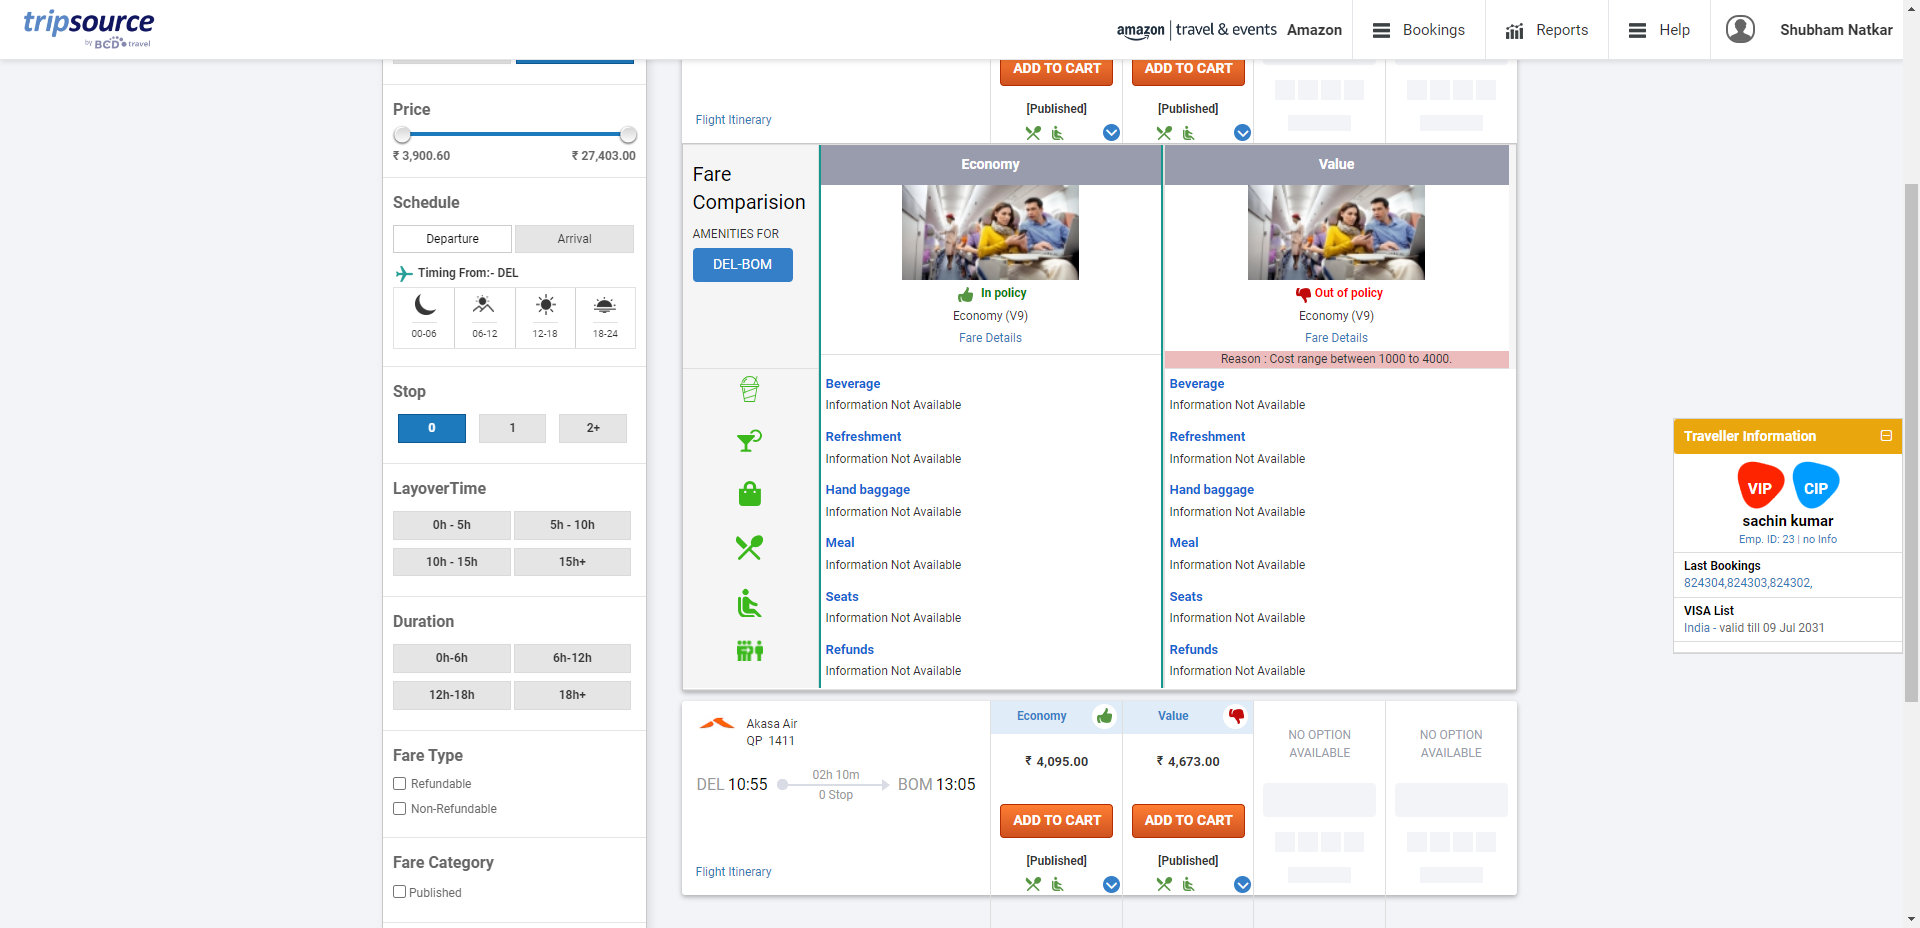 tripsource
by BCD travel
amazon | travel & events Amazon
Bookings
Reports
Help
Shubham Natkar
Price
₹ 3,900.60 ₹ 27,403.00
Schedule
Departure Arrival
Timing From:- DEL
00-06 06-12 12-18 18-24
Stop
0 1 2+
LayoverTime
0h - 5h 5h - 10h
10h - 15h 15h+
Duration
0h-6h 6h-12h
12h-18h 18h+
Fare Type
Refundable
Non-Refundable
Fare Category
Published
ADD TO CART ADD TO CART
[Published] [Published]
Flight Itinerary
Fare
Comparision
AMENITIES FOR
DEL-BOM
Economy
In policy
Economy (V9)
Fare Details
Beverage
Information Not Available
Refreshment
Information Not Available
Hand baggage
Information Not Available
Meal
Information Not Available
Seats
Information Not Available
Refunds
Information Not Available
Value
Out of policy
Economy (V9)
Fare Details
Reason : Cost range between 1000 to 4000.
Beverage
Information Not Available
Refreshment
Information Not Available
Hand baggage
Information Not Available
Meal
Information Not Available
Seats
Information Not Available
Refunds
Information Not Available
Akasa Air
QP 1411
DEL 10:55
02h 10m
0 Stop
BOM 13:05
Flight Itinerary
Economy
₹ 4,095.00
ADD TO CART
[Published]
Value
₹ 4,673.00
ADD TO CART
[Published]
NO OPTION
AVAILABLE
NO OPTION
AVAILABLE
Traveller Information
VIP CIP
sachin kumar
Emp. ID: 23 | no Info
Last Bookings
824304,824303,824302,
VISA List
India - valid till 09 Jul 2031